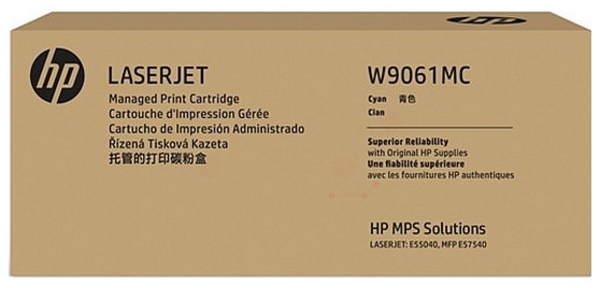 hp
hp
LASERJET
Managed Print Cartridge
Cartouche d'Impression Gérée
Cartucho de Impresión Administrado
Řízená Tisková Kazeta
托管的打印碳粉盒
W9061MC
Cyan 青色
Cian
Superior Reliability
with Original HP Supplies
Une fiabilité supérieure
avec les fournitures HP authentiques
HP MPS Solutions
LASERJET: E55040, MFP E57540